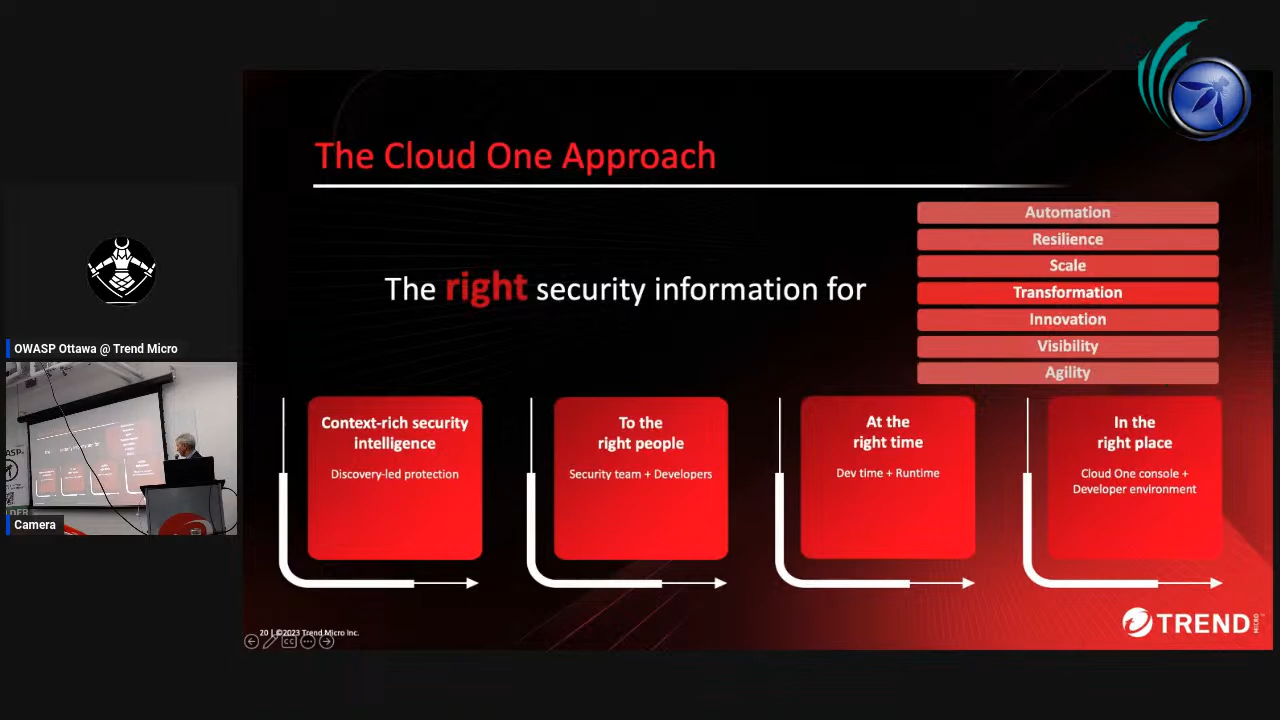 The Cloud One Approach
The right security information for
Automation
Resilience
Scale
Transformation
Innovation
Visibility
Agility
Context-rich security
intelligence
Discovery-led protection
To the
right people
Security team + Developers
At the
right time
Dev time + Runtime
In the
right place
Cloud One console +
Developer environment
OWASP Ottawa @ Trend Micro
Camera
20 | ©2023 Trend Micro Inc.
TREND
MICRO